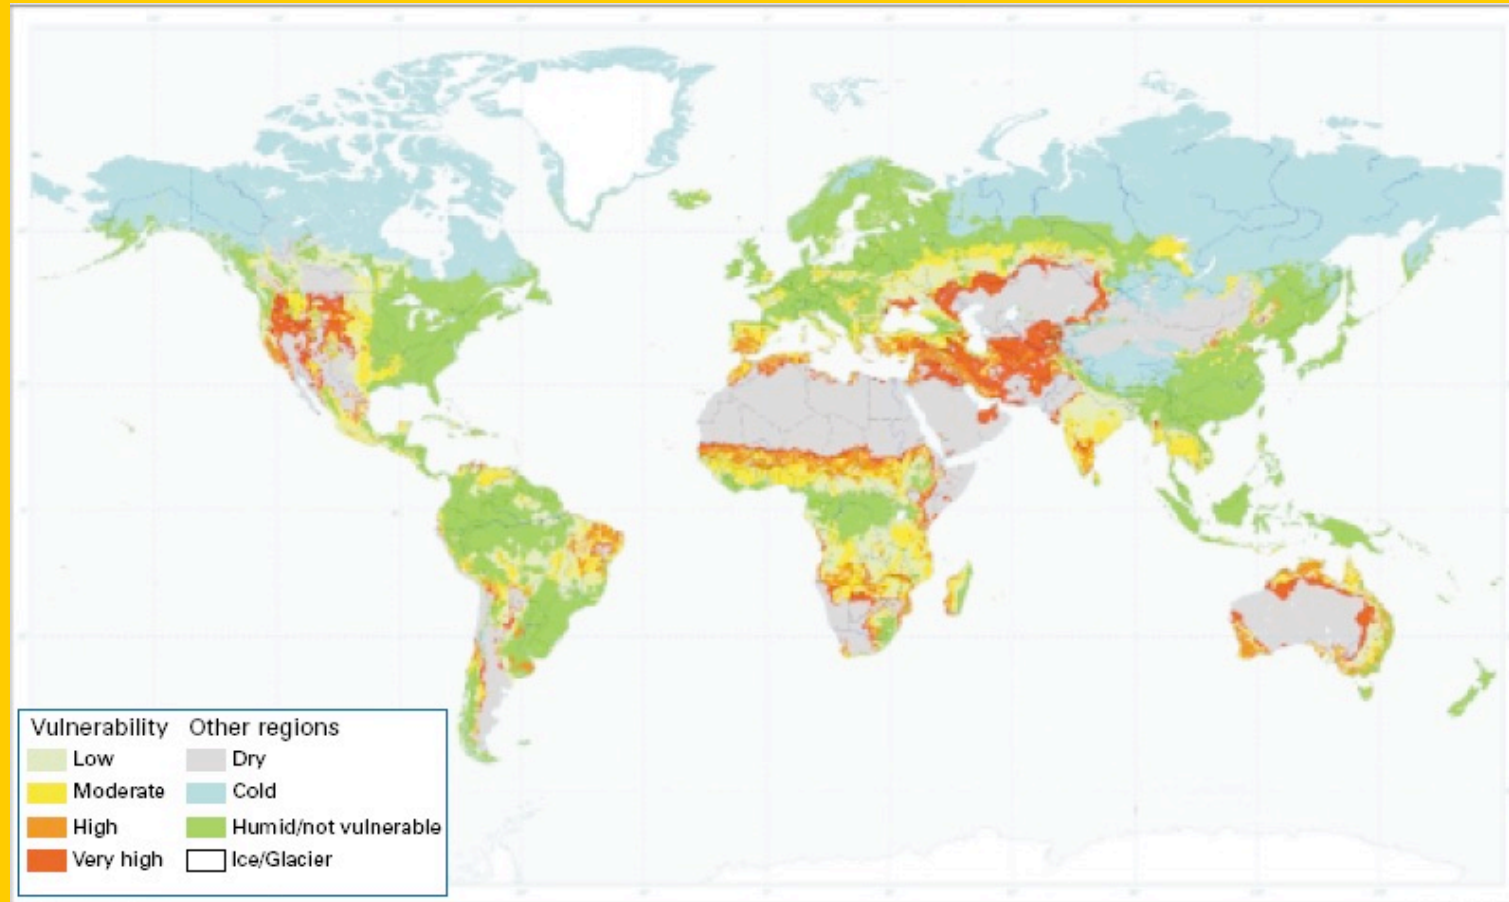 Vulnerability Other regions
Low Dry
Moderate Cold
High Humid/not vulnerable
Very high Ice/Glacier